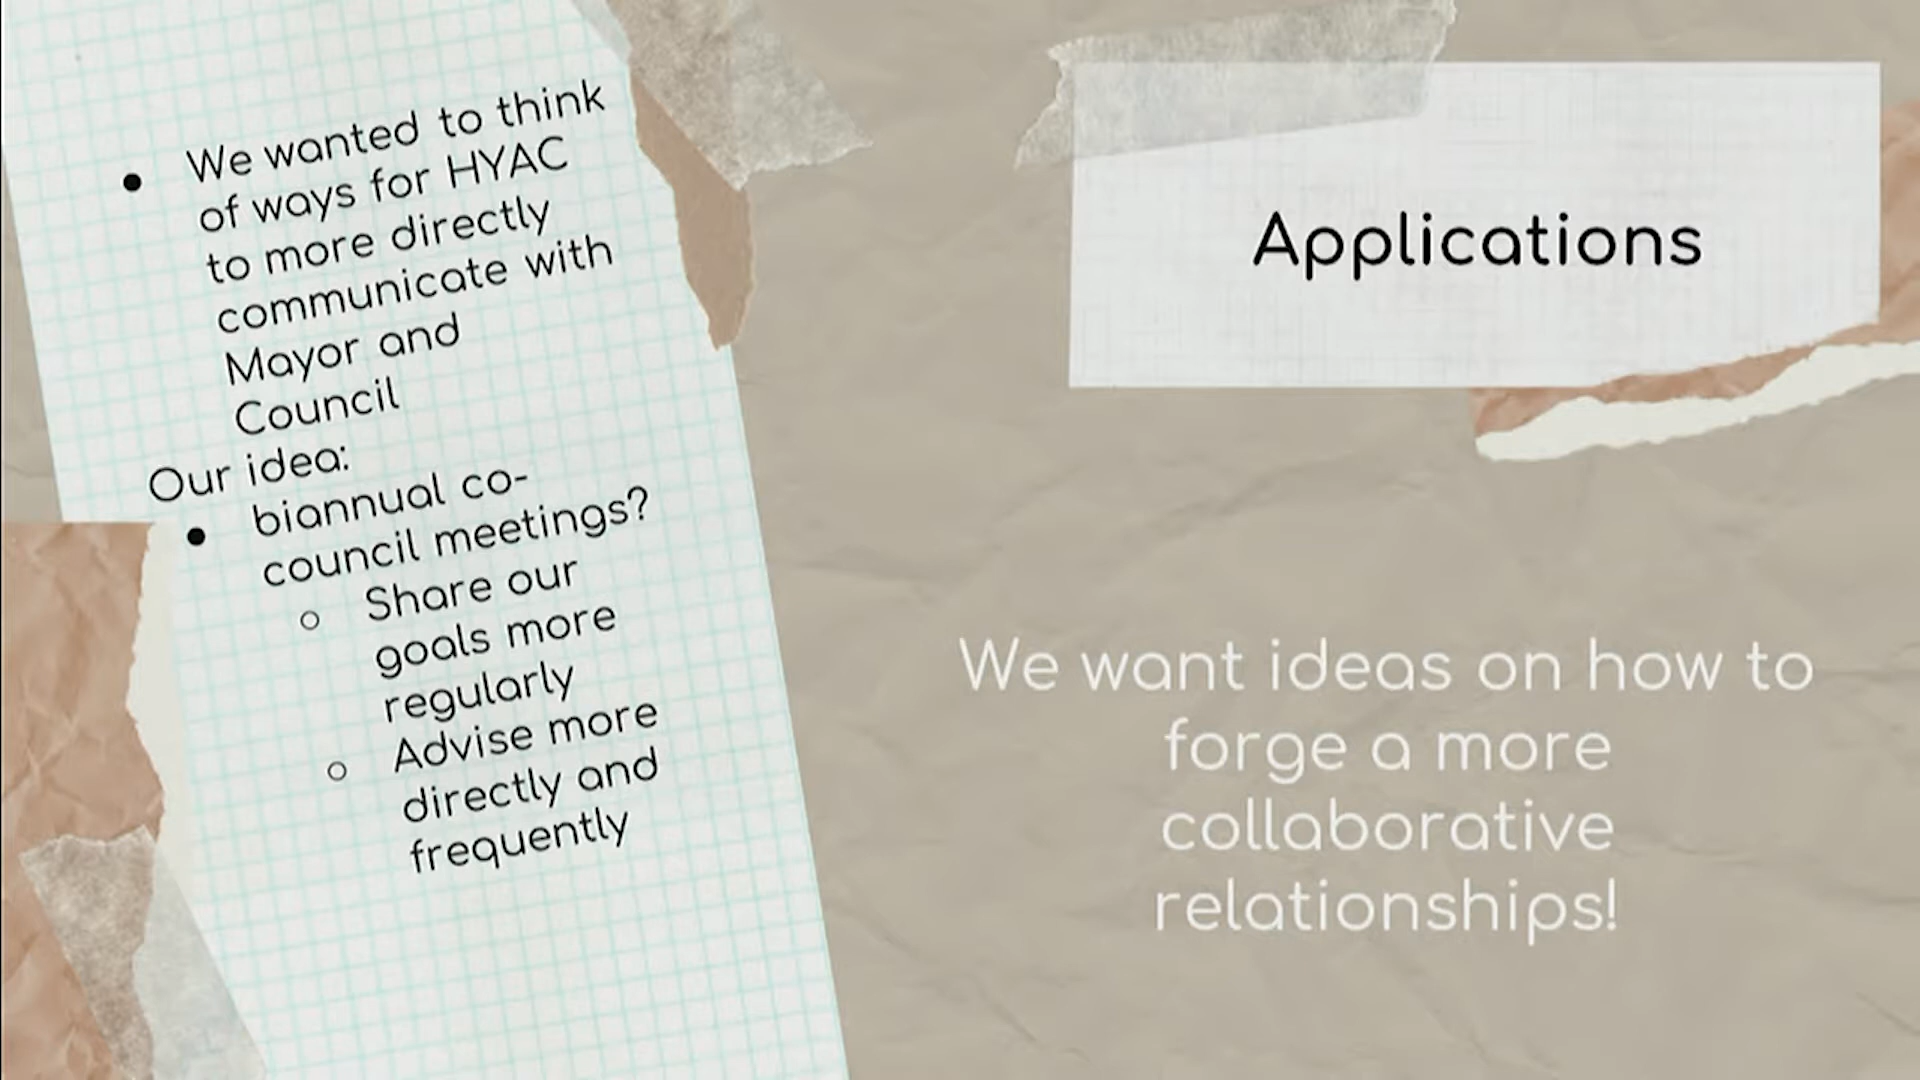 We wanted to think
of ways for HYAC
to more directly
communicate with
Mayor and
Council
Our idea:
biannual co-
council meetings?
Share our
goals more
regularly
Advise more
directly and
frequently
Applications
We want ideas on how to
forge a more
collaborative
relationships!